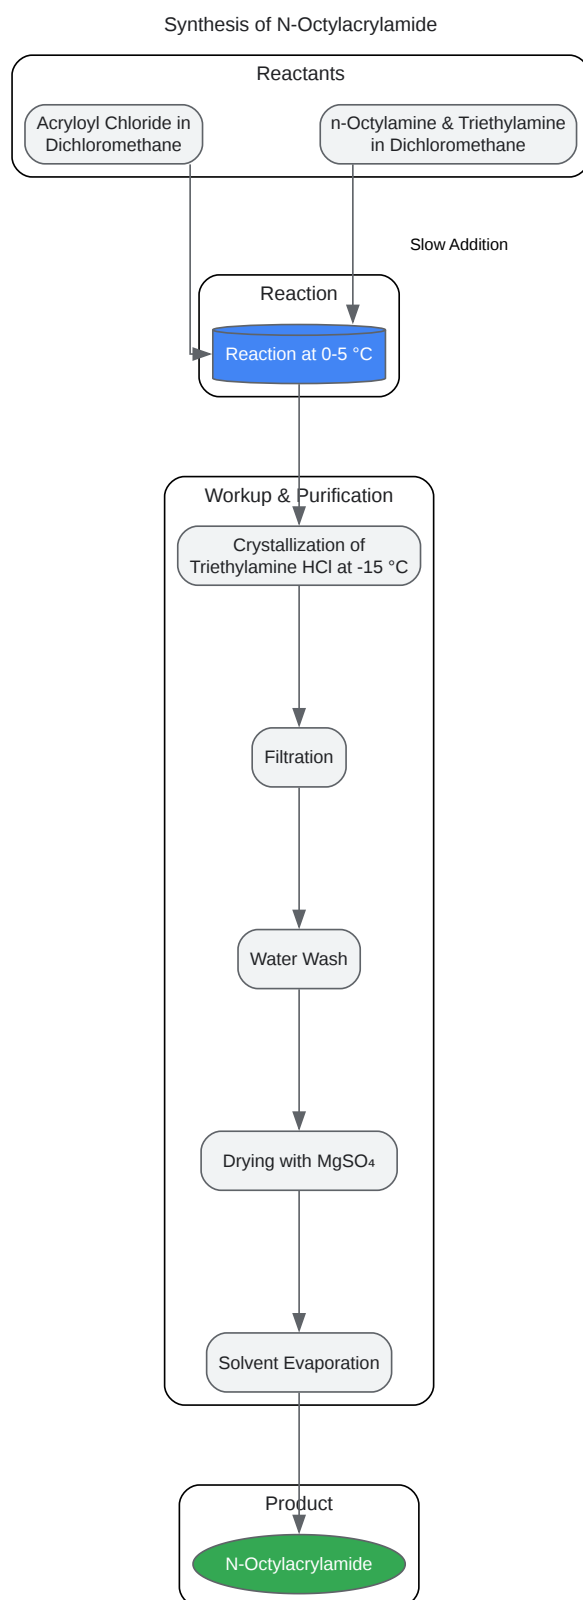 Synthesis of N-Octylacrylamide
Reactants
Acryloyl Chloride in
Dichloromethane
n-Octylamine & Triethylamine
in Dichloromethane
Slow Addition
Reaction
Reaction at 0-5 °C
Workup & Purification
Crystallization of
Triethylamine HCl at -15 °C
Filtration
Water Wash
Drying with MgSO₄
Solvent Evaporation
Product
N-Octylacrylamide